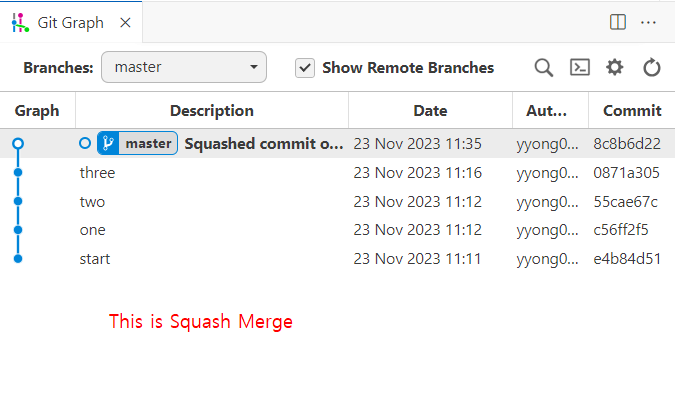 Git Graph
Branches: master Show Remote Branches
Graph Description Date Aut... Commit
master Squashed commit o... 23 Nov 2023 11:35 yyong0... 8c8b6d22
three 23 Nov 2023 11:16 yyong0... 0871a305
two 23 Nov 2023 11:12 yyong0... 55cae67c
one 23 Nov 2023 11:12 yyong0... c56ff2f5
start 23 Nov 2023 11:11 yyong0... e4b84d51
This is Squash Merge